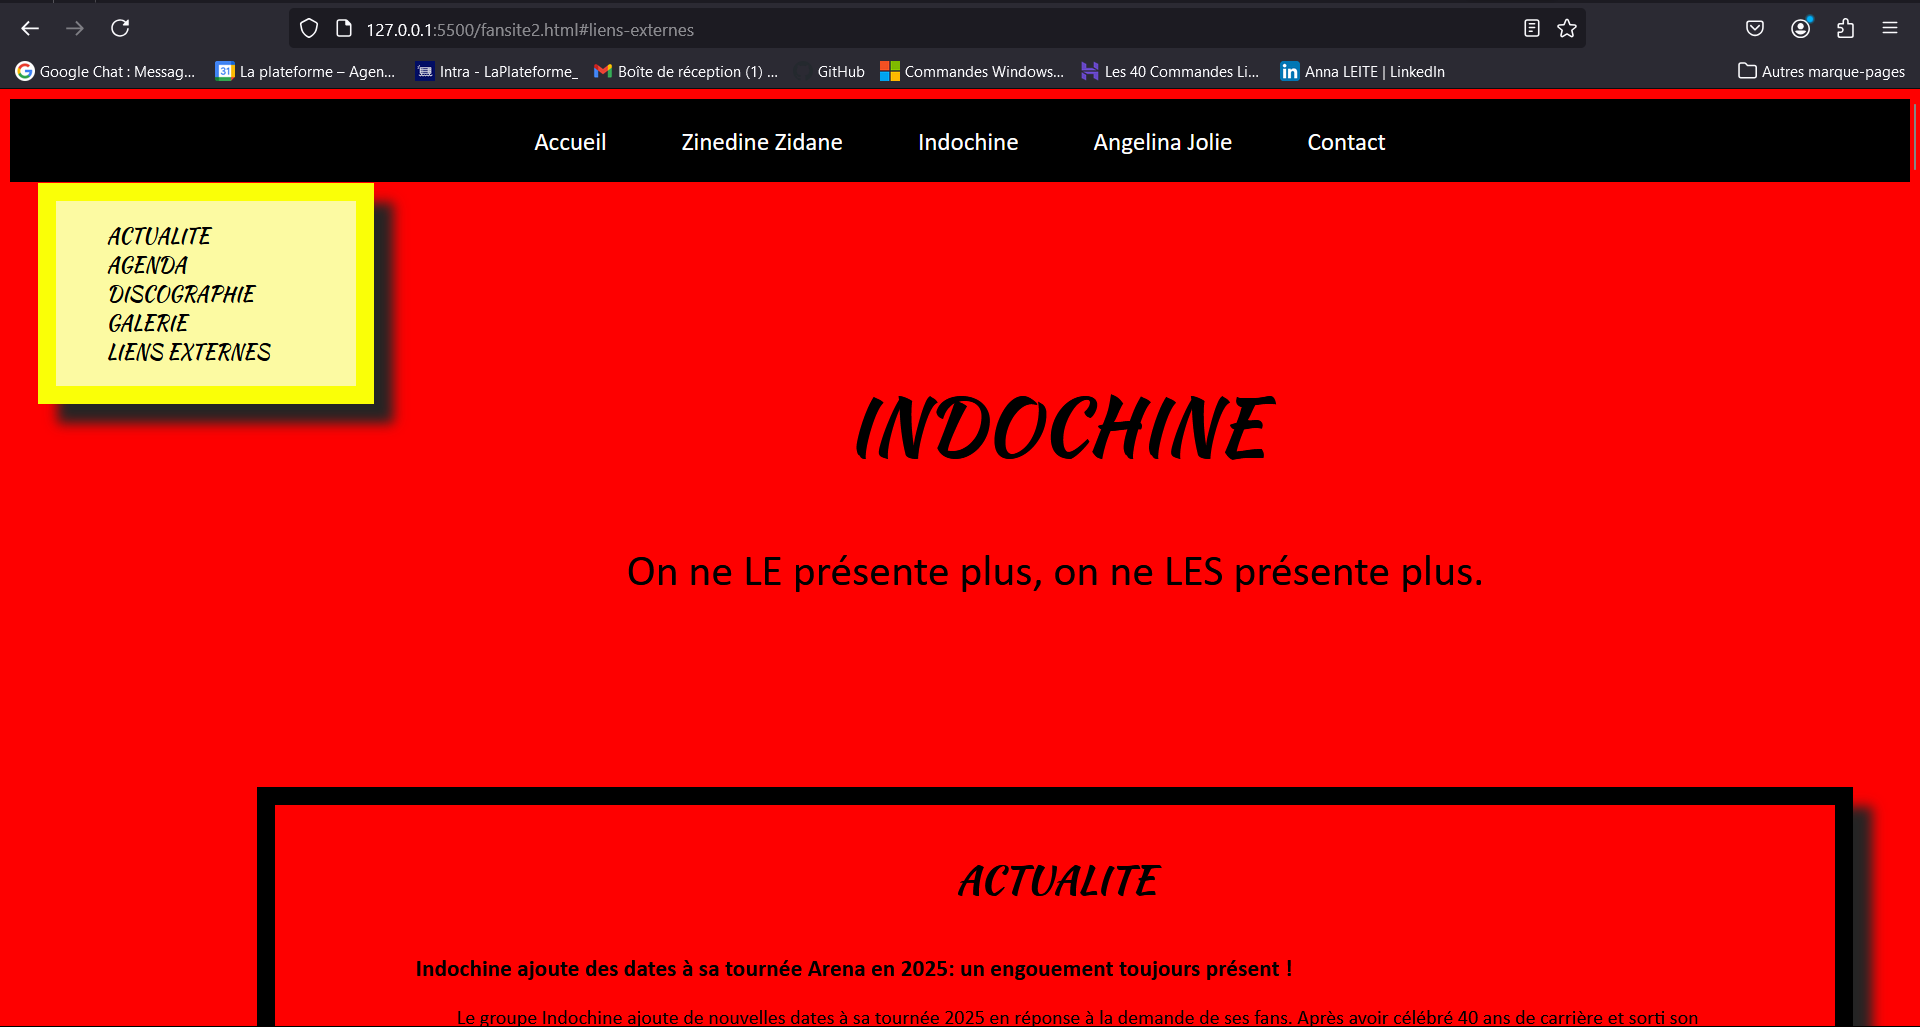 127.0.0.1:5500/fansite2.html#liens-externes
Google Chat : Messag... La plateforme – Agen... Intra - LaPlateforme_ Boîte de réception (1) ... GitHub Commandes Windows... Les 40 Commandes Li... Anna LEITE | LinkedIn Autres marque-pages
Accueil Zinedine Zidane Indochine Angelina Jolie Contact
ACTUALITE
AGENDA
DISCOGRAPHIE
GALERIE
LIENS EXTERNES
INDOCHINE
On ne LE présente plus, on ne LES présente plus.
ACTUALITE
Indochine ajoute des dates à sa tournée Arena en 2025: un engouement toujours présent !
Le groupe Indochine ajoute de nouvelles dates à sa tournée 2025 en réponse à la demande de ses fans. Après avoir célébré 40 ans de carrière et sorti son